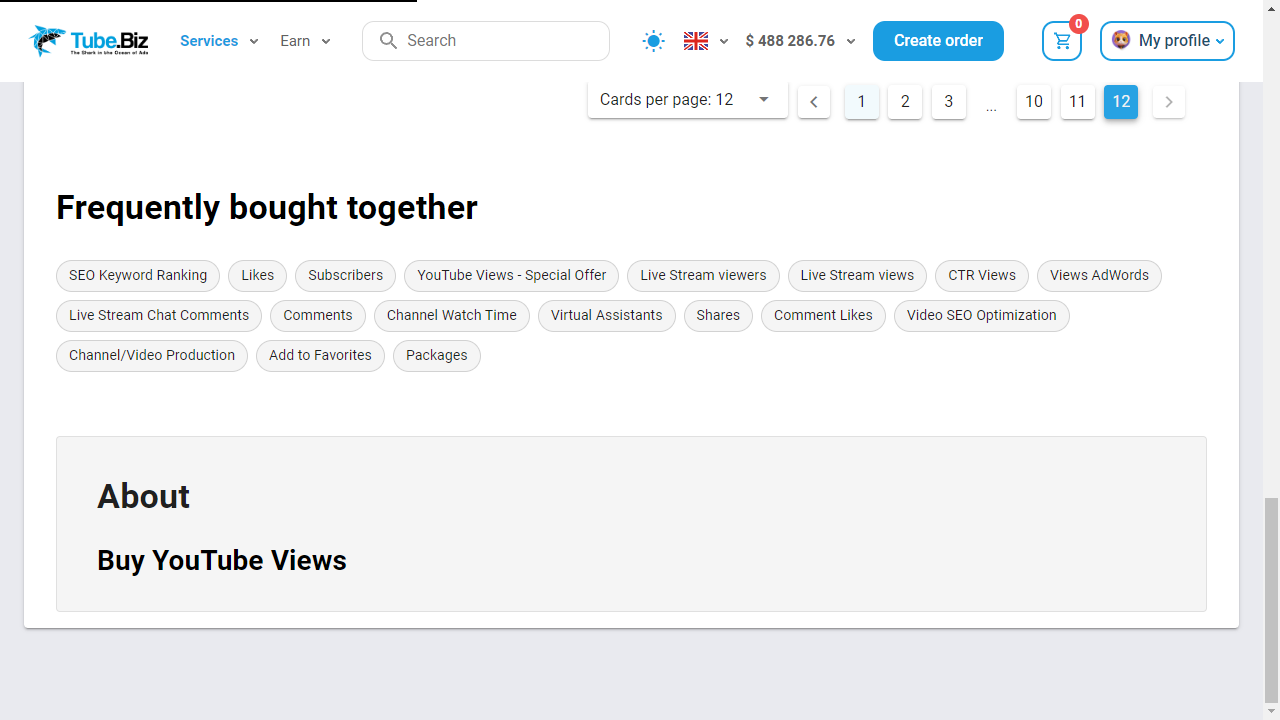 Tube.Biz
The Shark in the Ocean of Ads
Services
Earn
Search
$ 488 286.76
Create order
0
My profile
Cards per page: 12
1
2
3
...
10
11
12
Frequently bought together
SEO Keyword Ranking
Likes
Subscribers
YouTube Views - Special Offer
Live Stream viewers
Live Stream views
CTR Views
Views AdWords
Live Stream Chat Comments
Comments
Channel Watch Time
Virtual Assistants
Shares
Comment Likes
Video SEO Optimization
Channel/Video Production
Add to Favorites
Packages
About
Buy YouTube Views